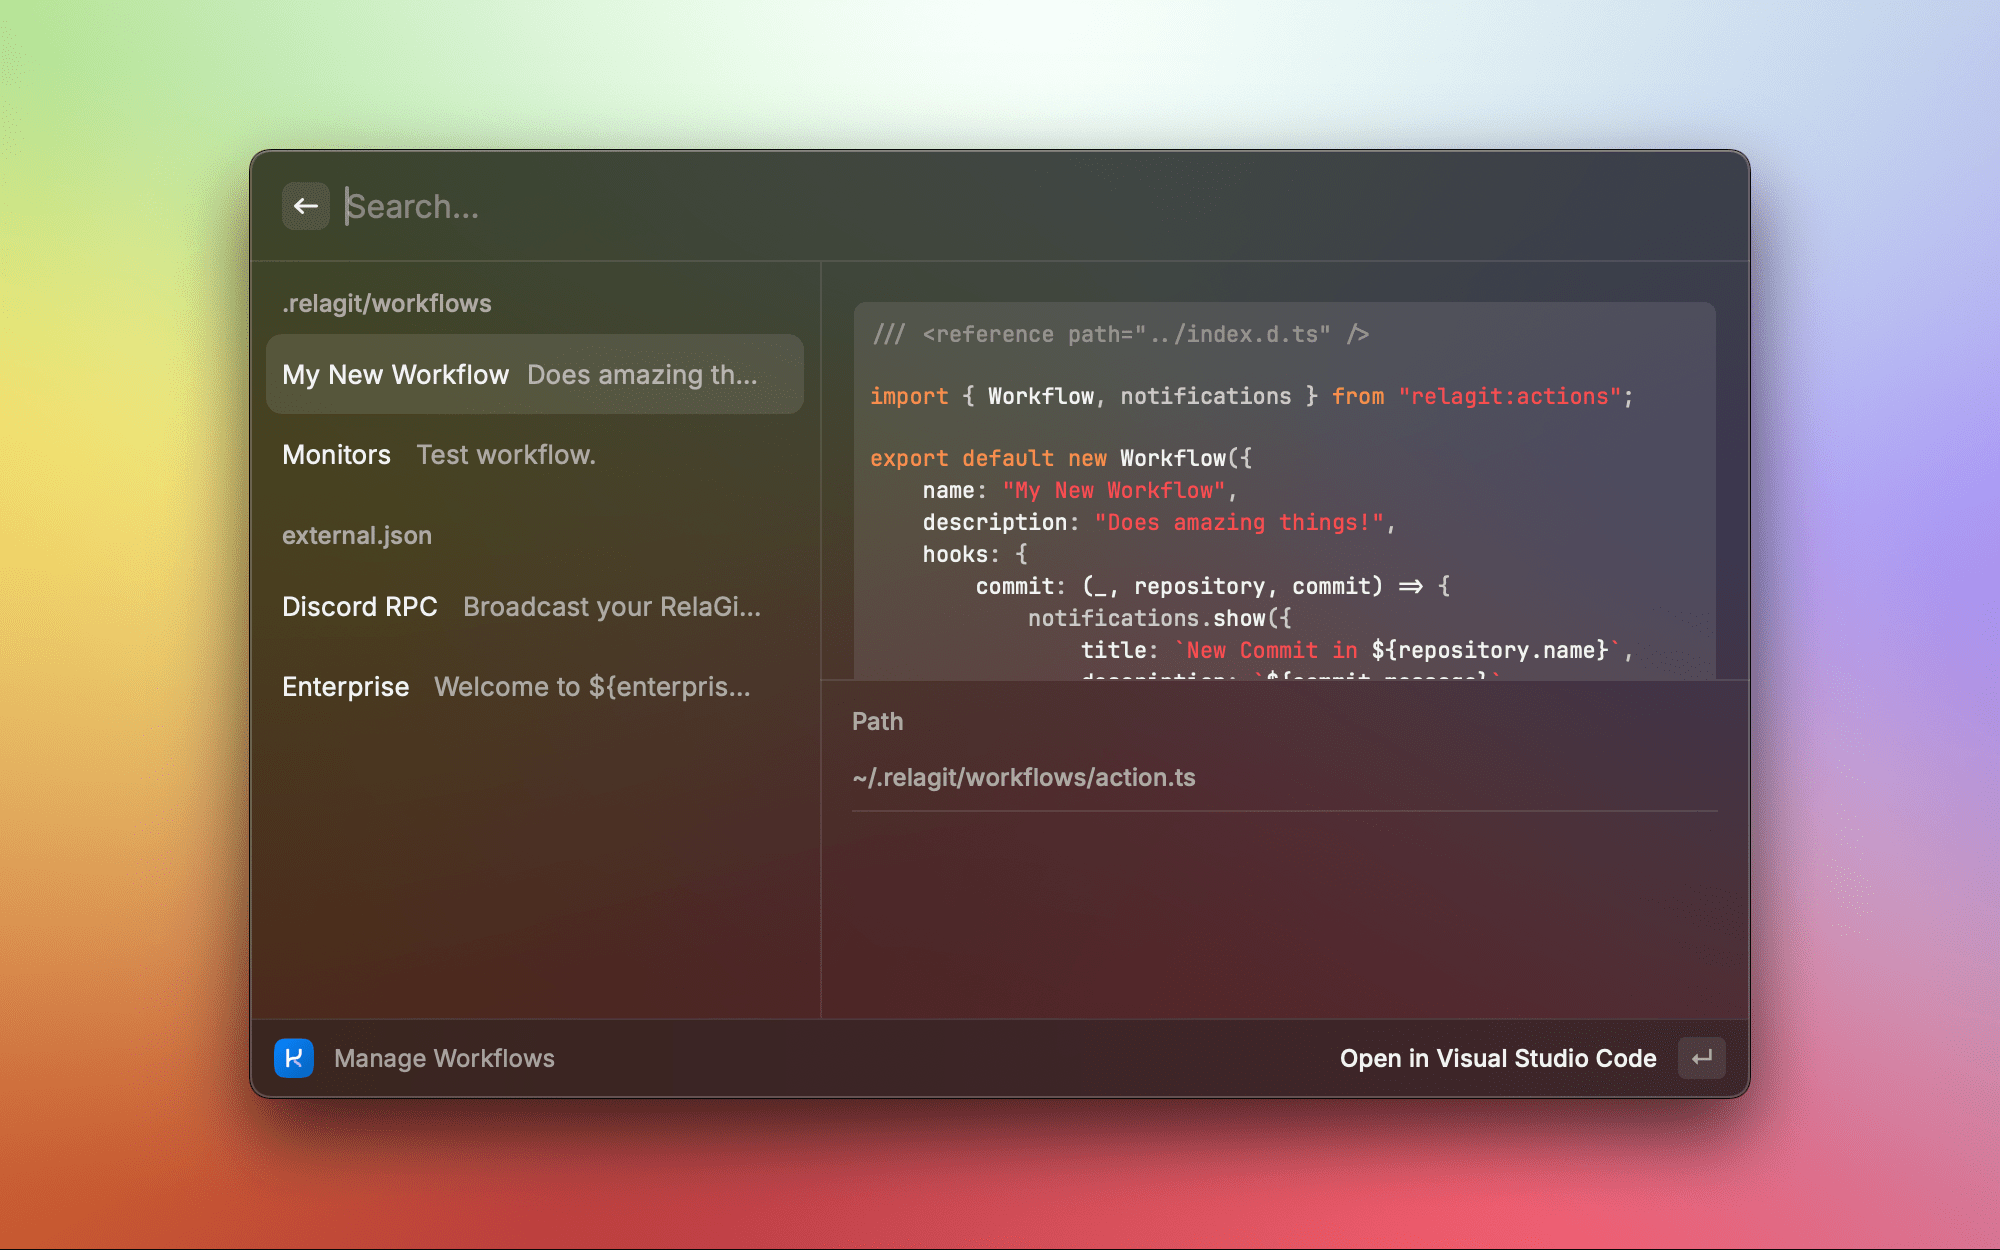 Search...
.relagit/workflows
My New Workflow Does amazing th...
Monitors Test workflow.
external.json
Discord RPC Broadcast your RelaGi...
Enterprise Welcome to ${enterpris...
/// <reference path="../index.d.ts" />
import { Workflow, notifications } from "relagit:actions";
export default new Workflow({
name: "My New Workflow",
description: "Does amazing things!",
hooks: {
commit: (_, repository, commit) => {
notifications.show({
title: `New Commit in ${repository.name}`,
description: `${commit.message}`
Path
~/.relagit/workflows/action.ts
Manage Workflows
Open in Visual Studio Code